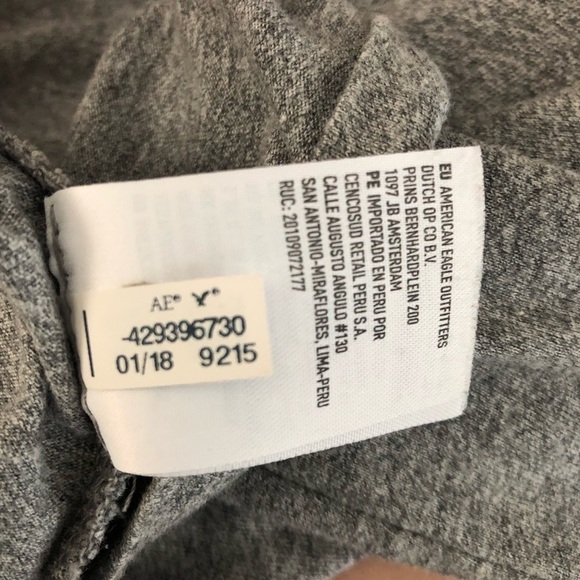 EU AMERICAN EAGLE OUTFITTERS
DUTCH OP CO B.V.
PRINS BERNHARDPLEIN 200
1097 JB AMSTERDAM
PE IMPORTADO EN PERU POR
CENCOSUD RETAIL PERU S.A.
CALLE AUGUSTO ANGULO #130
SAN ANTONIO-MIRAFLORES, LIMA-PERU
RUC: 20109072177
AE®
-429396730
01/18 9215